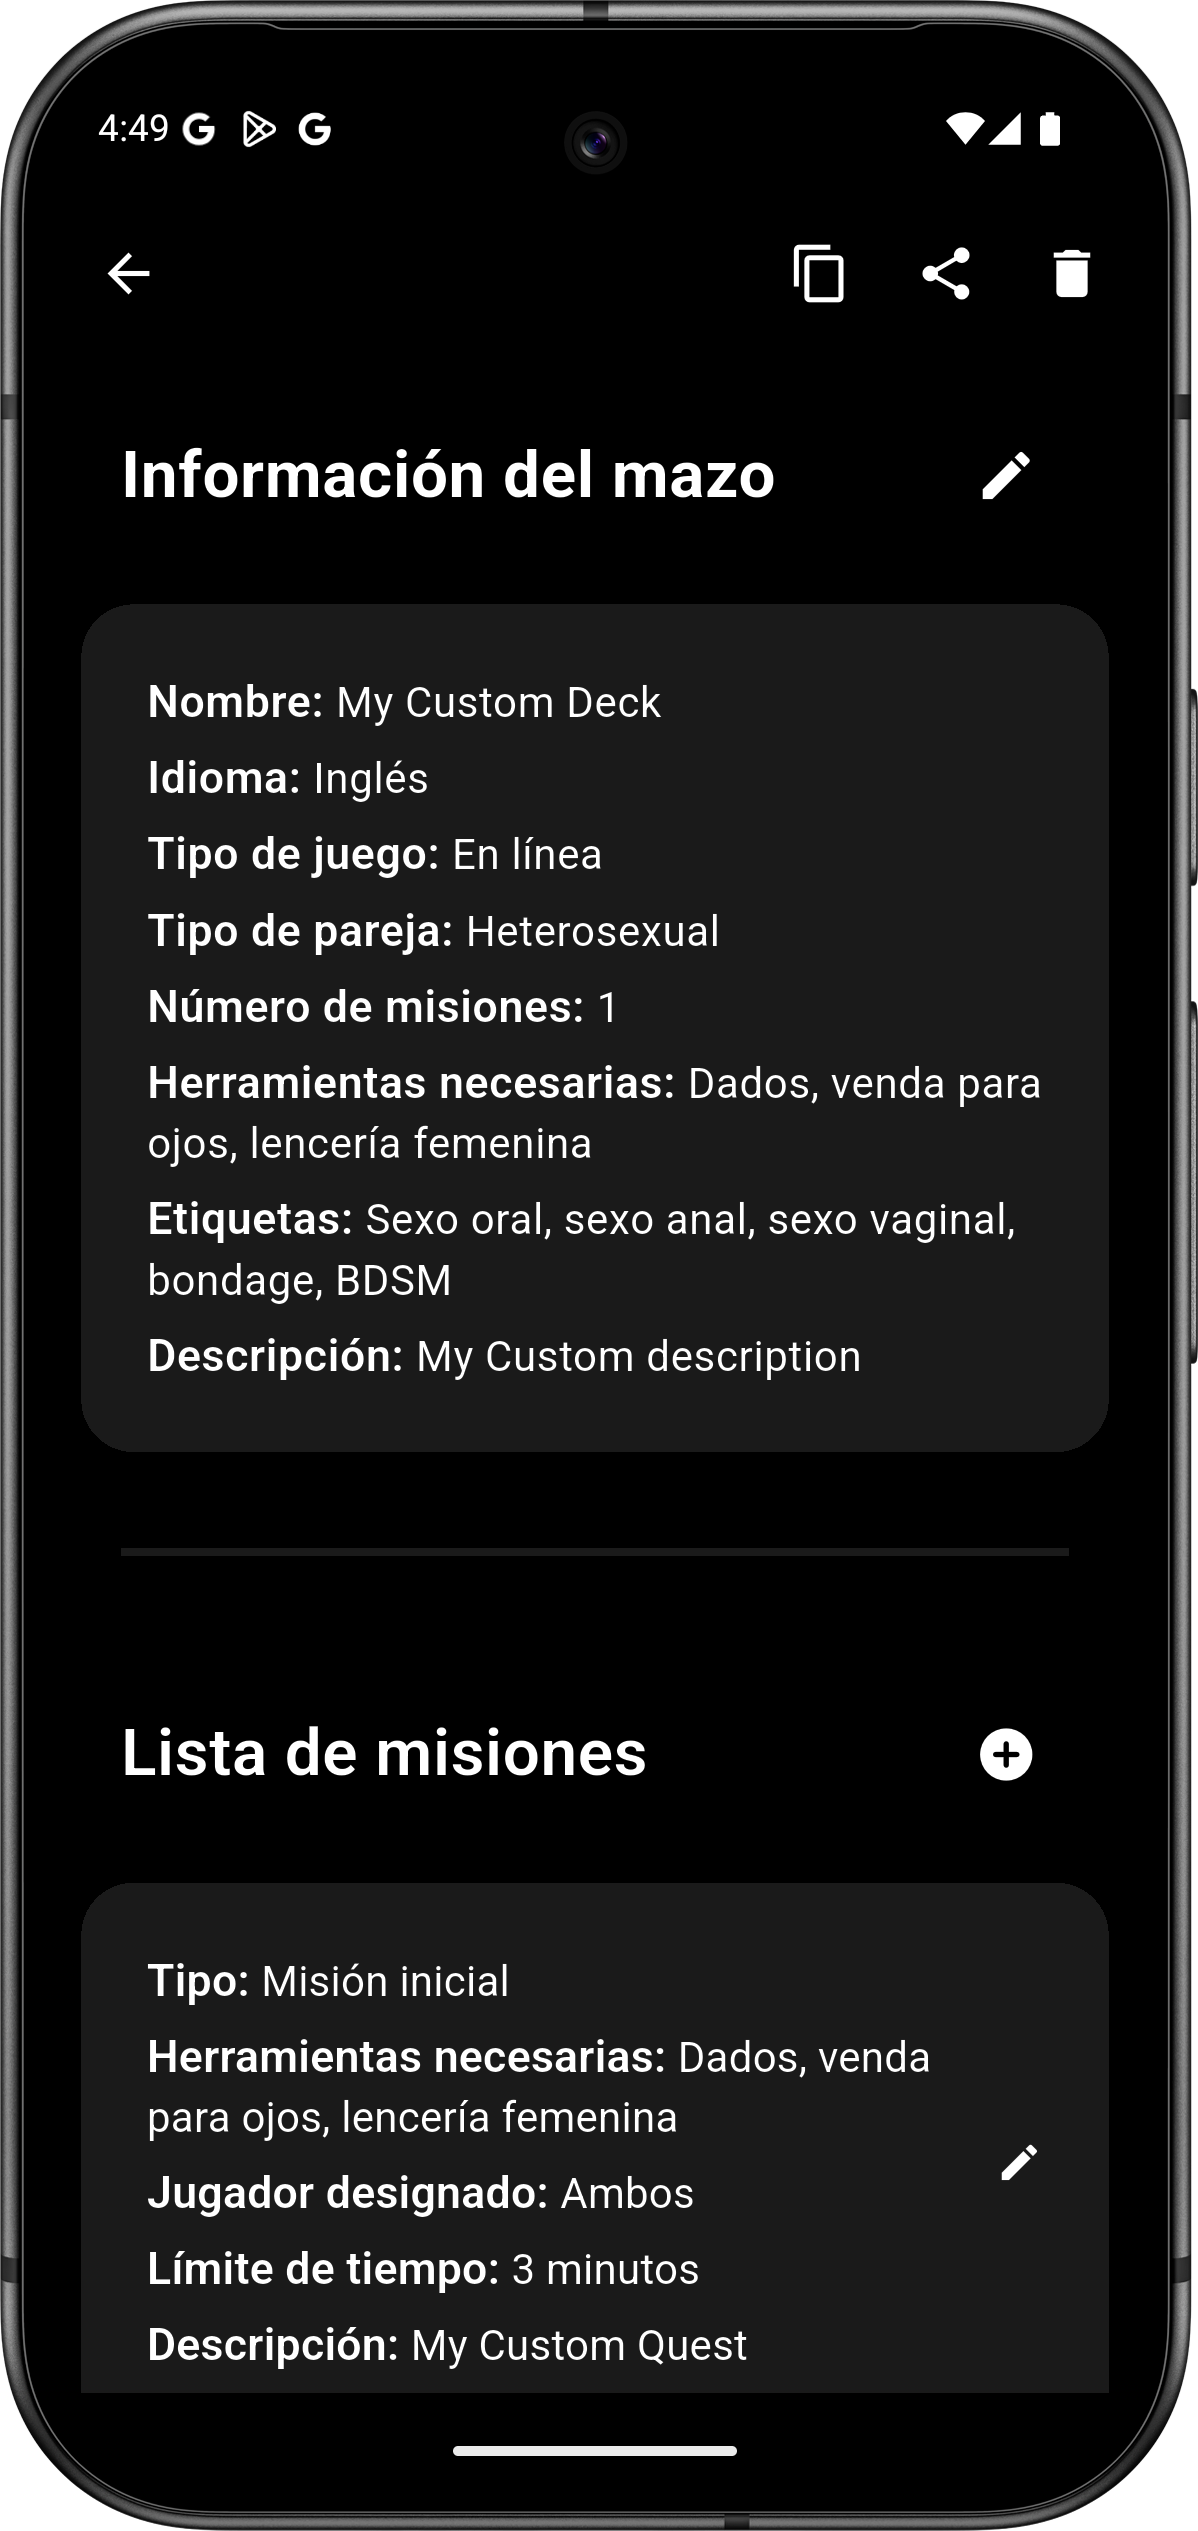 4:49
Información del mazo
Nombre: My Custom Deck
Idioma: Inglés
Tipo de juego: En línea
Tipo de pareja: Heterosexual
Número de misiones: 1
Herramientas necesarias: Dados, venda para
ojos, lencería femenina
Etiquetas: Sexo oral, sexo anal, sexo vaginal,
bondage, BDSM
Descripción: My Custom description
Lista de misiones
Tipo: Misión inicial
Herramientas necesarias: Dados, venda
para ojos, lencería femenina
Jugador designado: Ambos
Límite de tiempo: 3 minutos
Descripción: My Custom Quest